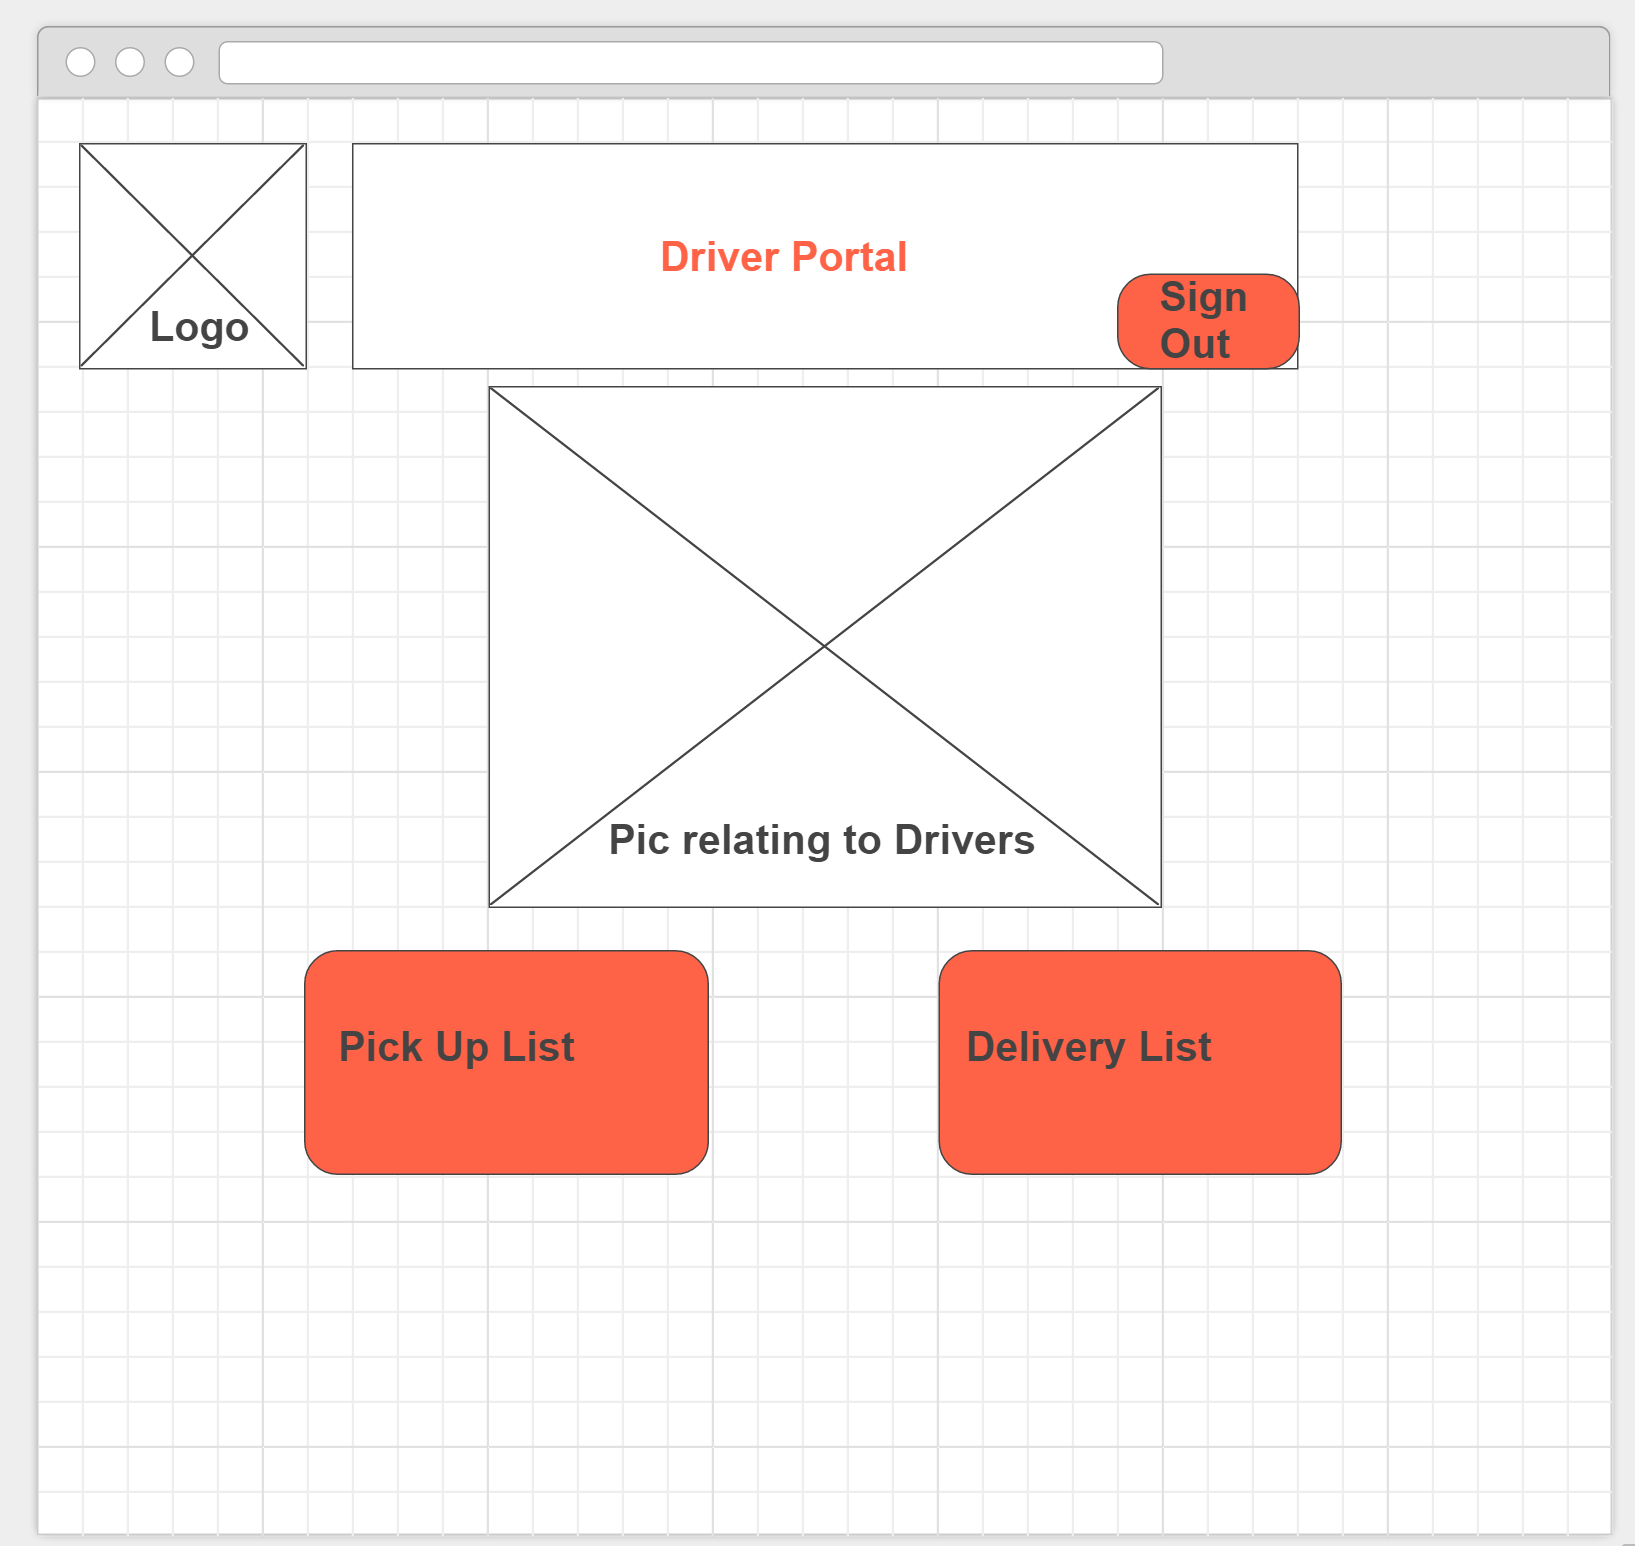 Driver Portal
Logo
Sign
Out
Pic relating to Drivers
Pick Up List
Delivery List